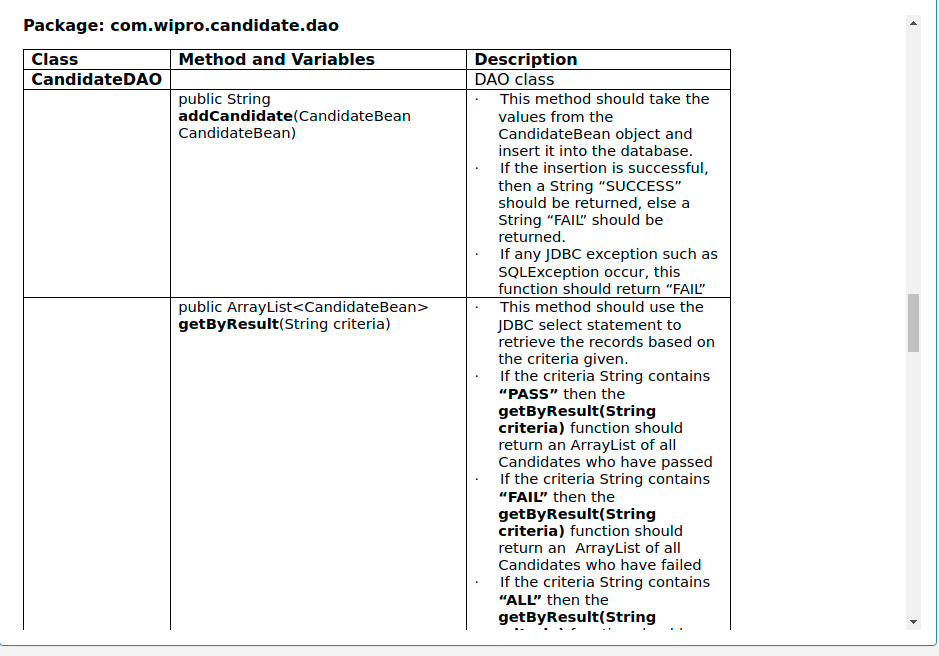 Package: com.wipro.candidate.dao
Class Method and Variables Description
CandidateDAO DAO class
public String
addCandidate(CandidateBean
CandidateBean)
· This method should take the
values from the
CandidateBean object and
insert it into the database.
· If the insertion is successful,
then a String “SUCCESS”
should be returned, else a
String “FAIL” should be
returned.
· If any JDBC exception such as
SQLException occur, this
function should return “FAIL”
public ArrayList<CandidateBean>
getByResult(String criteria)
· This method should use the
JDBC select statement to
retrieve the records based on
the criteria given.
· If the criteria String contains
“PASS” then the
getByResult(String
criteria) function should
return an ArrayList of all
Candidates who have passed
· If the criteria String contains
“FAIL” then the
getByResult(String
criteria) function should
return an ArrayList of all
Candidates who have failed
· If the criteria String contains
“ALL” then the
getByResult(String